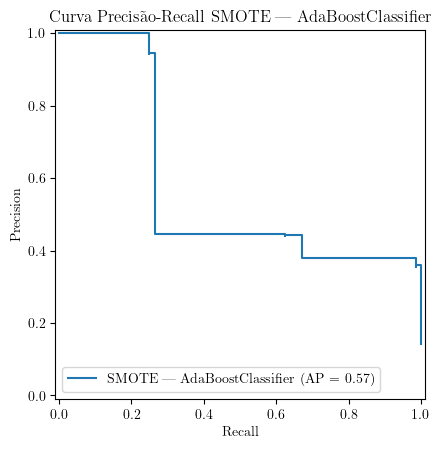 Curva Precisão-Recall SMOTE — AdaBoostClassifier
1.0
0.8
0.6
0.4
0.2
0.0
Precision
SMOTE — AdaBoostClassifier (AP = 0.57)
0.0 0.2 0.4 0.6 0.8 1.0
Recall